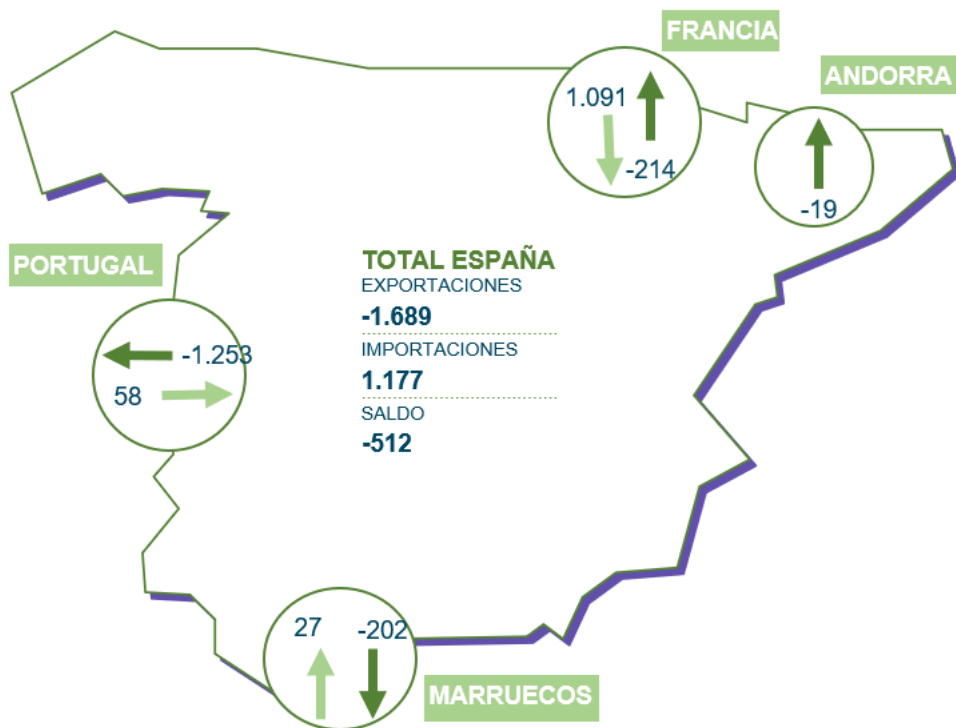 FRANCIA
1.091
-214
ANDORRA
-19
PORTUGAL
-1.253
58
TOTAL ESPAÑA
EXPORTACIONES
-1.689
IMPORTACIONES
1.177
SALDO
-512
27
-202
MARRUECOS